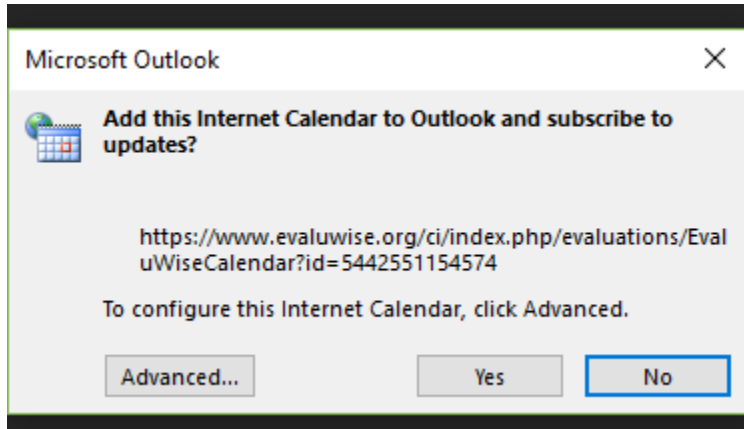 Microsoft Outlook
Add this Internet Calendar to Outlook and subscribe to
updates?
https://www.evaluwise.org/ci/index.php/evaluations/Eval
uWiseCalendar?id=5442551154574
To configure this Internet Calendar, click Advanced.
Advanced... Yes No